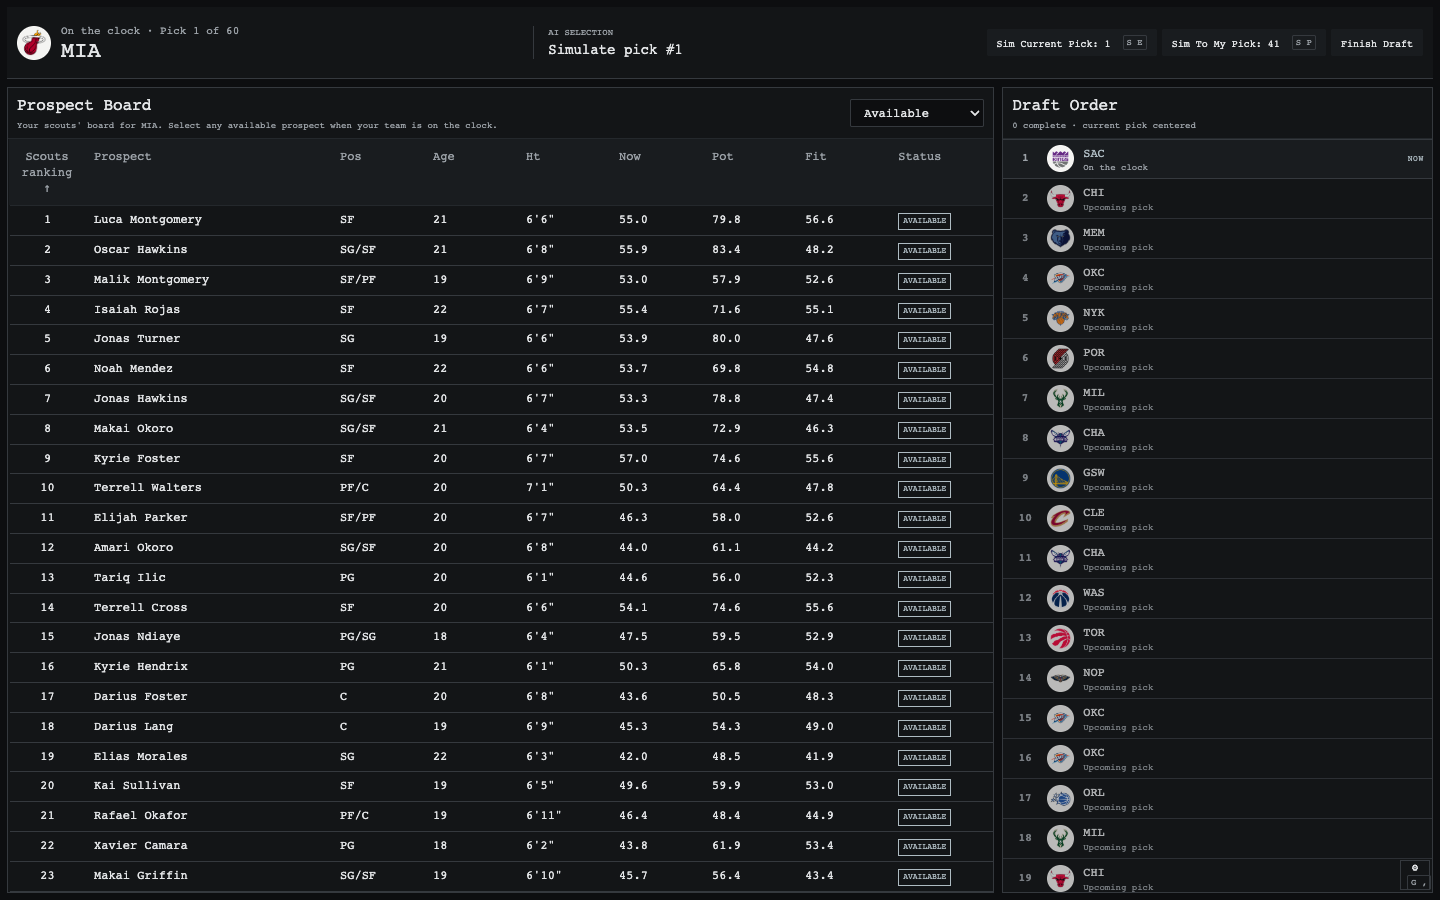 On the clock · Pick 1 of 60
MIA
AI SELECTION
Simulate pick #1
Sim Current Pick: 1 S E
Sim To My Pick: 41 S P
Finish Draft
Prospect Board
Your scouts' board for MIA. Select any available prospect when your team is on the clock.
Available
Scouts ranking ↑ Prospect Pos Age Ht Now Pot Fit Status
1 Luca Montgomery SF 21 6'6" 55.0 79.8 56.6 AVAILABLE
2 Oscar Hawkins SG/SF 21 6'8" 55.9 83.4 48.2 AVAILABLE
3 Malik Montgomery SF/PF 19 6'9" 53.0 57.9 52.6 AVAILABLE
4 Isaiah Rojas SF 22 6'7" 55.4 71.6 55.1 AVAILABLE
5 Jonas Turner SG 19 6'6" 53.9 80.0 47.6 AVAILABLE
6 Noah Mendez SF 22 6'6" 53.7 69.8 54.8 AVAILABLE
7 Jonas Hawkins SG/SF 20 6'7" 53.3 78.8 47.4 AVAILABLE
8 Makai Okoro SG/SF 21 6'4" 53.5 72.9 46.3 AVAILABLE
9 Kyrie Foster SF 20 6'7" 57.0 74.6 55.6 AVAILABLE
10 Terrell Walters PF/C 20 7'1" 50.3 64.4 47.8 AVAILABLE
11 Elijah Parker SF/PF 20 6'7" 46.3 58.0 52.6 AVAILABLE
12 Amari Okoro SG/SF 20 6'8" 44.0 61.1 44.2 AVAILABLE
13 Tariq Ilic PG 20 6'1" 44.6 56.0 52.3 AVAILABLE
14 Terrell Cross SF 20 6'6" 54.1 74.6 55.6 AVAILABLE
15 Jonas Ndiaye PG/SG 18 6'4" 47.5 59.5 52.9 AVAILABLE
16 Kyrie Hendrix PG 21 6'1" 50.3 65.8 54.0 AVAILABLE
17 Darius Foster C 20 6'8" 43.6 50.5 48.3 AVAILABLE
18 Darius Lang C 19 6'9" 45.3 54.3 49.0 AVAILABLE
19 Elias Morales SG 22 6'3" 42.0 48.5 41.9 AVAILABLE
20 Kai Sullivan SF 19 6'5" 49.6 59.9 53.0 AVAILABLE
21 Rafael Okafor PF/C 19 6'11" 46.4 48.4 44.9 AVAILABLE
22 Xavier Camara PG 18 6'2" 43.8 61.9 53.4 AVAILABLE
23 Makai Griffin SG/SF 19 6'10" 45.7 56.4 43.4 AVAILABLE
Draft Order
0 complete · current pick centered
1 SAC NOW
On the clock
2 CHI
Upcoming pick
3 MEM
Upcoming pick
4 OKC
Upcoming pick
5 NYK
Upcoming pick
6 POR
Upcoming pick
7 MIL
Upcoming pick
8 CHA
Upcoming pick
9 GSW
Upcoming pick
10 CLE
Upcoming pick
11 CHA
Upcoming pick
12 WAS
Upcoming pick
13 TOR
Upcoming pick
14 NOP
Upcoming pick
15 OKC
Upcoming pick
16 OKC
Upcoming pick
17 ORL
Upcoming pick
18 MIL
Upcoming pick
19 CHI
Upcoming pick
G ,